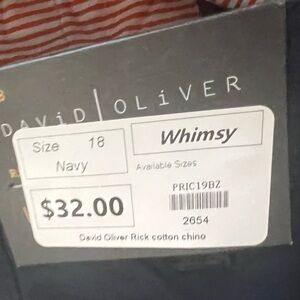 DAViD OLiVER
Size 18
Navy
Whimsy
Available Sizes
$32.00
PRIC19BZ
2654
David Oliver Rick cotton chino